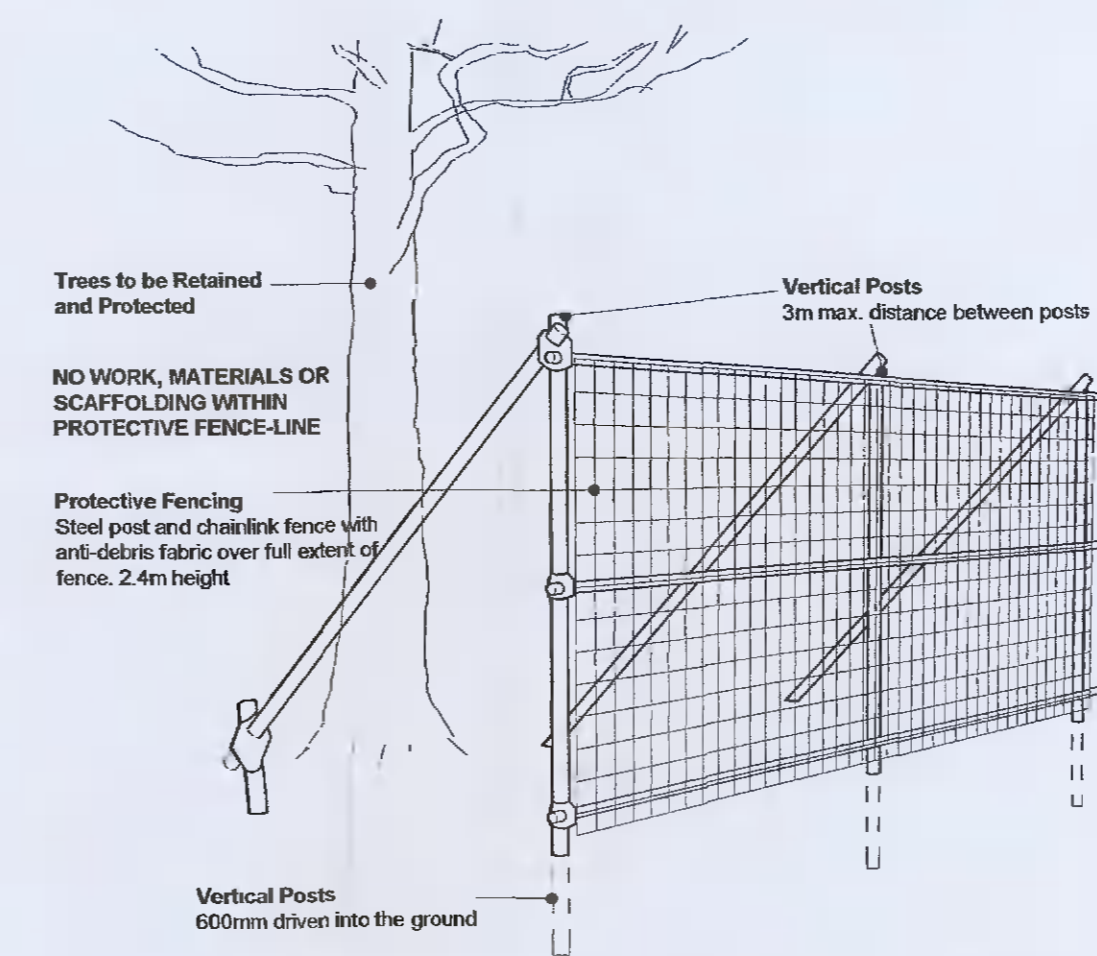 Trees to be Retained
and Protected
Vertical Posts
3m max. distance between posts
NO WORK, MATERIALS OR
SCAFFOLDING WITHIN
PROTECTIVE FENCE-LINE
Protective Fencing
Steel post and chainlink fence with
anti-debris fabric over full extent of
fence. 2.4m height
Vertical Posts
600mm driven into the ground